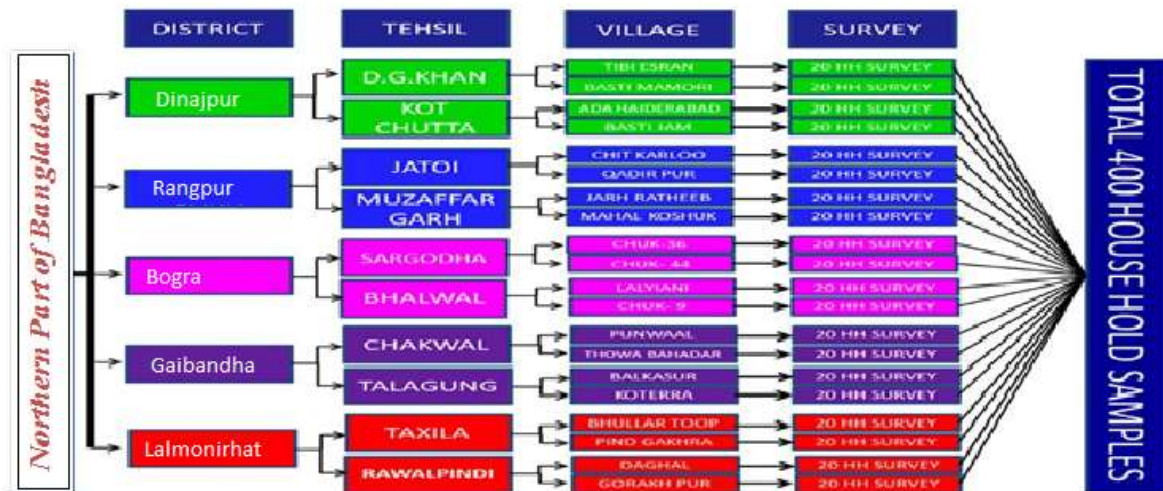 DISTRICT
TEHSIL
VILLAGE
SURVEY
Northern Part of Bangladesh
Dinajpur
D.G.KHAN
TIBI ESRAN
20 HH SURVEY
BASTI MAMORI
20 HH SURVEY
KOT
CHUTTA
ADA HAIDERABAD
20 HH SURVEY
BASTI JAM
20 HH SURVEY
Rangpur
JATOI
CHIT KARLOO
20 HH SURVEY
QADIR PUR
20 HH SURVEY
MUZAFFAR
GARH
JARH RATHEEB
20 HH SURVEY
MAHAL KOSHUK
20 HH SURVEY
Bogra
SARGODHA
CHUK-36
20 HH SURVEY
CHUK- 44
20 HH SURVEY
BHALWAL
LALYIANI
20 HH SURVEY
CHUK- 9
20 HH SURVEY
Gaibandha
CHAKWAL
PUNWAAL
20 HH SURVEY
THOWA BAHADAR
20 HH SURVEY
TALAGUNG
BALKASUR
20 HH SURVEY
KOTERRA
20 HH SURVEY
Lalmonirhat
TAXILA
BHULLAR TOOP
20 HH SURVEY
PIND GAKHRA
20 HH SURVEY
RAWALPINDI
DAGHAL
20 HH SURVEY
GORAKH PUR
20 HH SURVEY
TOTAL 400 HOUSE HOLD SAMPLES